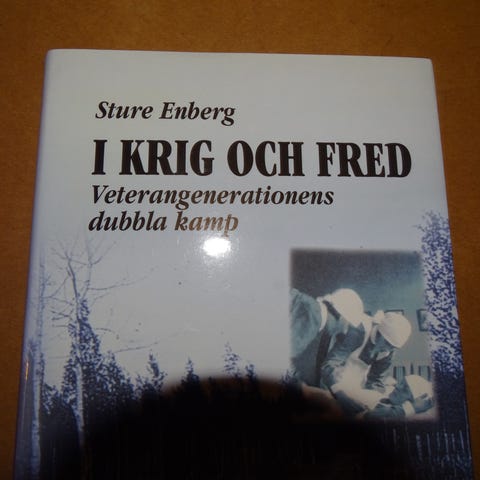 Sture Enberg
I KRIG OCH FRED
Veterangenerationens
dubbla kamp